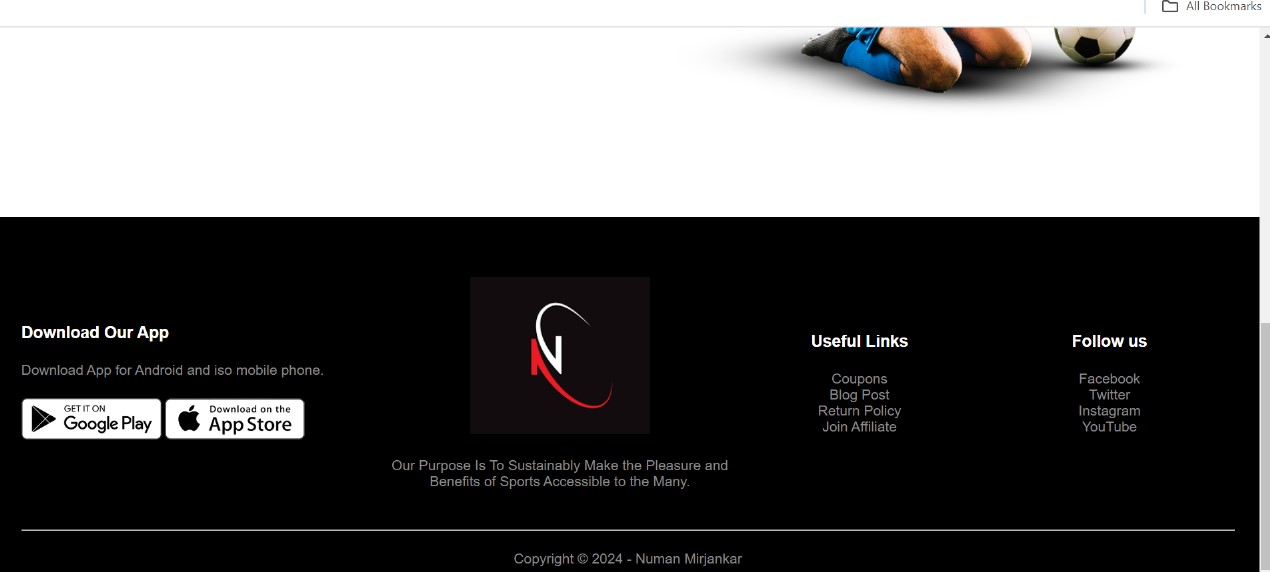 All Bookmarks
Download Our App
Download App for Android and iso mobile phone.
GET IT ON
Google Play
Download on the
App Store
N
Our Purpose Is To Sustainably Make the Pleasure and
Benefits of Sports Accessible to the Many.
Useful Links
Coupons
Blog Post
Return Policy
Join Affiliate
Follow us
Facebook
Twitter
Instagram
YouTube
Copyright © 2024 - Numan Mirjankar